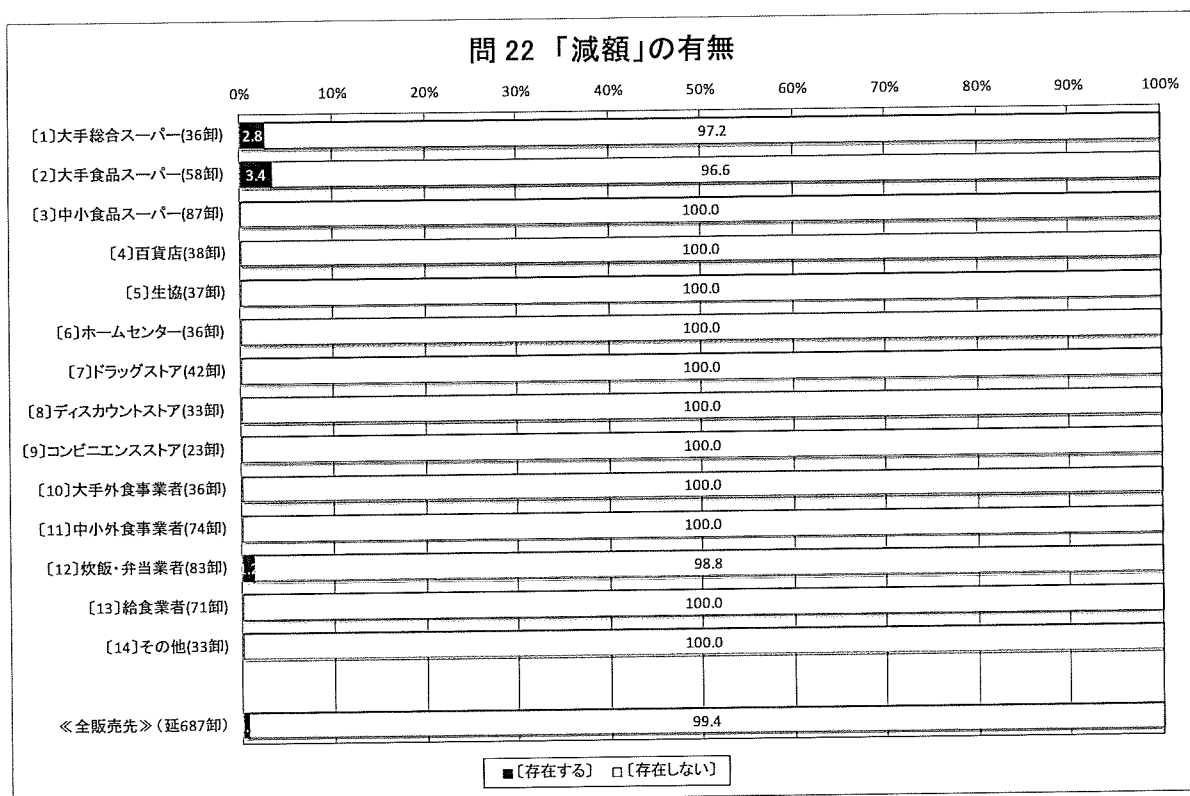 問 22 「減額」の有無
0% 10% 20% 30% 40% 50% 60% 70% 80% 90% 100%
〔1〕大手総合スーパー(36卸) 2.8 97.2
〔2〕大手食品スーパー(58卸) 3.4 96.6
〔3〕中小食品スーパー(87卸) 100.0
〔4〕百貨店(38卸) 100.0
〔5〕生協(37卸) 100.0
〔6〕ホームセンター(36卸) 100.0
〔7〕ドラッグストア(42卸) 100.0
〔8〕ディスカウントストア(33卸) 100.0
〔9〕コンビニエンスストア(23卸) 100.0
〔10〕大手外食事業者(36卸) 100.0
〔11〕中小外食事業者(74卸) 100.0
〔12〕炊飯・弁当業者(83卸) 98.8
〔13〕給食業者(71卸) 100.0
〔14〕その他(33卸) 100.0
≪全販売先≫(延687卸) 99.4
■〔存在する〕 □〔存在しない〕